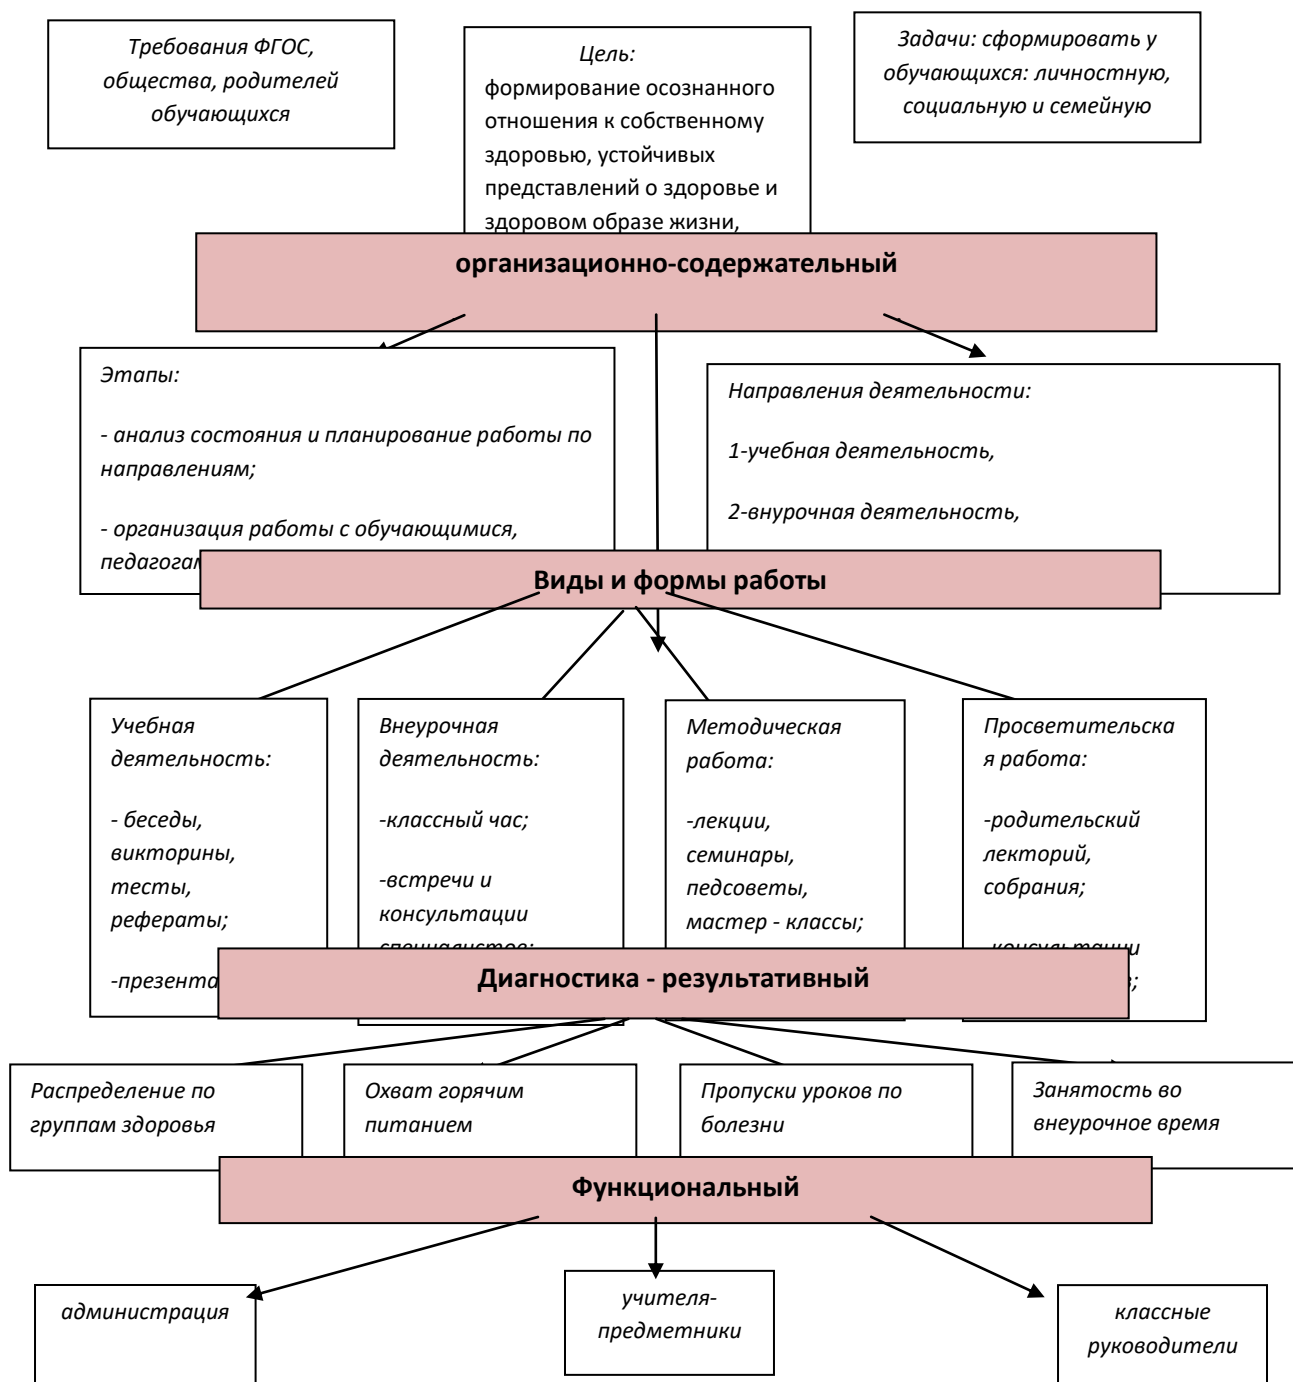 Требования ФГОС,
общества, родителей
обучающихся
Цель:
формирование осознанного
отношения к собственному
здоровью, устойчивых
представлений о здоровье и
здоровом образе жизни,
Задачи: сформировать у
обучающихся: личностную,
социальную и семейную
организационно-содержательный
Этапы:
- анализ состояния и планирование работы по
направлениям;
- организация работы с обучающимися,
Направления деятельности:
1-учебная деятельность,
2-внурочная деятельность,
Виды и формы работы
Учебная
деятельность:
- беседы,
викторины,
тесты,
рефераты;
Внеурочная
деятельность:
-классный час;
-встречи и
консультации
специалистов;
Методическая
работа:
-лекции,
семинары,
педсоветы,
мастер - классы;
Просветительска
я работа:
-родительский
лекторий,
собрания;
-консультации
Диагностика - результативный
Распределение по
группам здоровья
Охват горячим
питанием
Пропуски уроков по
болезни
Занятость во
внеурочное время
Функциональный
администрация
учителя-
предметники
классные
руководители